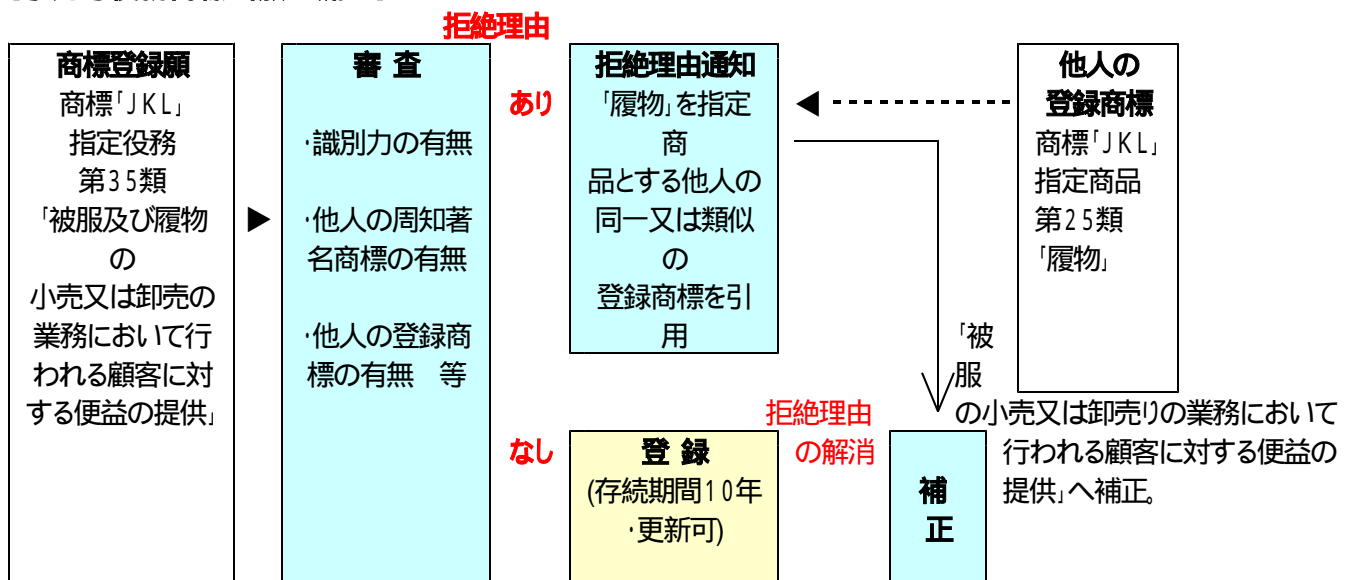 拒絶理由
商標登録願
商標「JKL」
指定役務
第35類
「被服及び履物
の
小売又は卸売の
業務において行
われる顧客に対
する便益の提供」
▶
審 査
・識別力の有無
・他人の周知著
名商標の有無
・他人の登録商
標の有無 等
あり
なし
拒絶理由通知
「履物」を指定
商
品とする他人の
同一又は類似
の
登録商標を引
用
登 録
(存続期間10年
・更新可)
他人の
登録商標
商標「JKL」
指定商品
第25類
「履物」
拒絶理由
の解消
補
正
「被
服
の小売又は卸売りの業務において
行われる顧客に対する便益の
提供」へ補正。